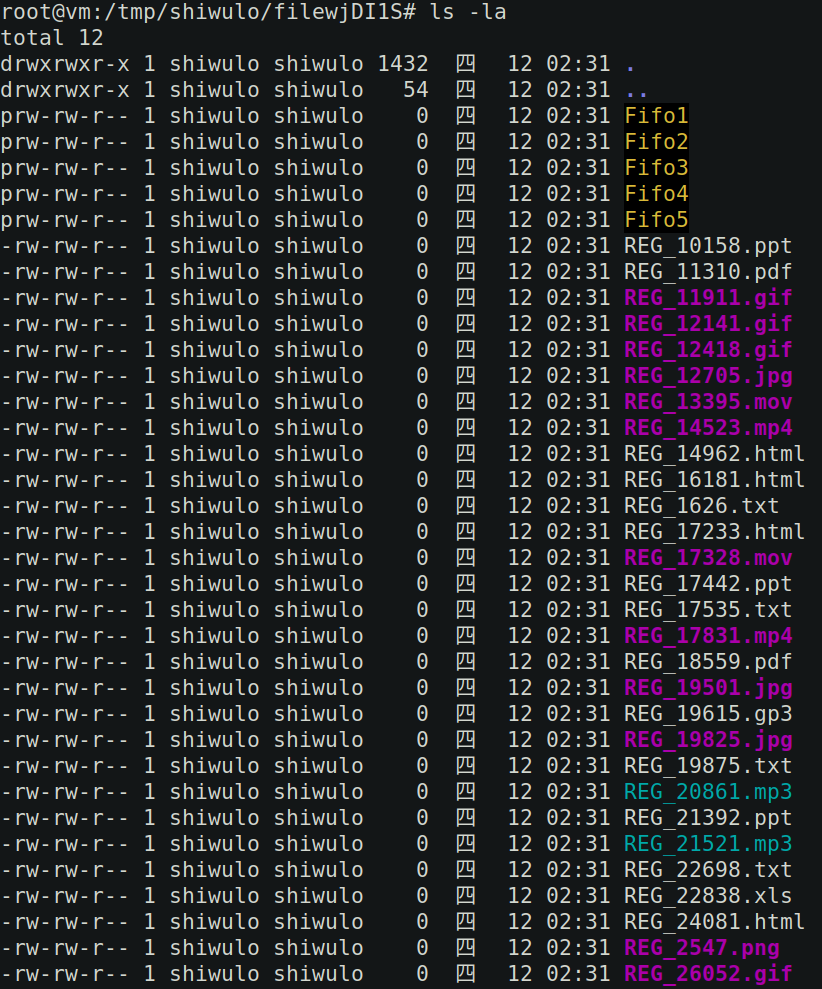 root@vm:/tmp/shiwulo/filewjDI1S# ls -la
total 12
drwxrwxr-x 1 shiwulo shiwulo 1432  四  12 02:31 .
drwxrwxr-x 1 shiwulo shiwulo   54  四  12 02:31 ..
prw-rw-r-- 1 shiwulo shiwulo    0  四  12 02:31 Fifo1
prw-rw-r-- 1 shiwulo shiwulo    0  四  12 02:31 Fifo2
prw-rw-r-- 1 shiwulo shiwulo    0  四  12 02:31 Fifo3
prw-rw-r-- 1 shiwulo shiwulo    0  四  12 02:31 Fifo4
prw-rw-r-- 1 shiwulo shiwulo    0  四  12 02:31 Fifo5
-rw-rw-r-- 1 shiwulo shiwulo    0  四  12 02:31 REG_10158.ppt
-rw-rw-r-- 1 shiwulo shiwulo    0  四  12 02:31 REG_11310.pdf
-rw-rw-r-- 1 shiwulo shiwulo    0  四  12 02:31 REG_11911.gif
-rw-rw-r-- 1 shiwulo shiwulo    0  四  12 02:31 REG_12141.gif
-rw-rw-r-- 1 shiwulo shiwulo    0  四  12 02:31 REG_12418.gif
-rw-rw-r-- 1 shiwulo shiwulo    0  四  12 02:31 REG_12705.jpg
-rw-rw-r-- 1 shiwulo shiwulo    0  四  12 02:31 REG_13395.mov
-rw-rw-r-- 1 shiwulo shiwulo    0  四  12 02:31 REG_14523.mp4
-rw-rw-r-- 1 shiwulo shiwulo    0  四  12 02:31 REG_14962.html
-rw-rw-r-- 1 shiwulo shiwulo    0  四  12 02:31 REG_16181.html
-rw-rw-r-- 1 shiwulo shiwulo    0  四  12 02:31 REG_1626.txt
-rw-rw-r-- 1 shiwulo shiwulo    0  四  12 02:31 REG_17233.html
-rw-rw-r-- 1 shiwulo shiwulo    0  四  12 02:31 REG_17328.mov
-rw-rw-r-- 1 shiwulo shiwulo    0  四  12 02:31 REG_17442.ppt
-rw-rw-r-- 1 shiwulo shiwulo    0  四  12 02:31 REG_17535.txt
-rw-rw-r-- 1 shiwulo shiwulo    0  四  12 02:31 REG_17831.mp4
-rw-rw-r-- 1 shiwulo shiwulo    0  四  12 02:31 REG_18559.pdf
-rw-rw-r-- 1 shiwulo shiwulo    0  四  12 02:31 REG_19501.jpg
-rw-rw-r-- 1 shiwulo shiwulo    0  四  12 02:31 REG_19615.gp3
-rw-rw-r-- 1 shiwulo shiwulo    0  四  12 02:31 REG_19825.jpg
-rw-rw-r-- 1 shiwulo shiwulo    0  四  12 02:31 REG_19875.txt
-rw-rw-r-- 1 shiwulo shiwulo    0  四  12 02:31 REG_20861.mp3
-rw-rw-r-- 1 shiwulo shiwulo    0  四  12 02:31 REG_21392.ppt
-rw-rw-r-- 1 shiwulo shiwulo    0  四  12 02:31 REG_21521.mp3
-rw-rw-r-- 1 shiwulo shiwulo    0  四  12 02:31 REG_22698.txt
-rw-rw-r-- 1 shiwulo shiwulo    0  四  12 02:31 REG_22838.xls
-rw-rw-r-- 1 shiwulo shiwulo    0  四  12 02:31 REG_24081.html
-rw-rw-r-- 1 shiwulo shiwulo    0  四  12 02:31 REG_2547.png
-rw-rw-r-- 1 shiwulo shiwulo    0  四  12 02:31 REG_26052.gif